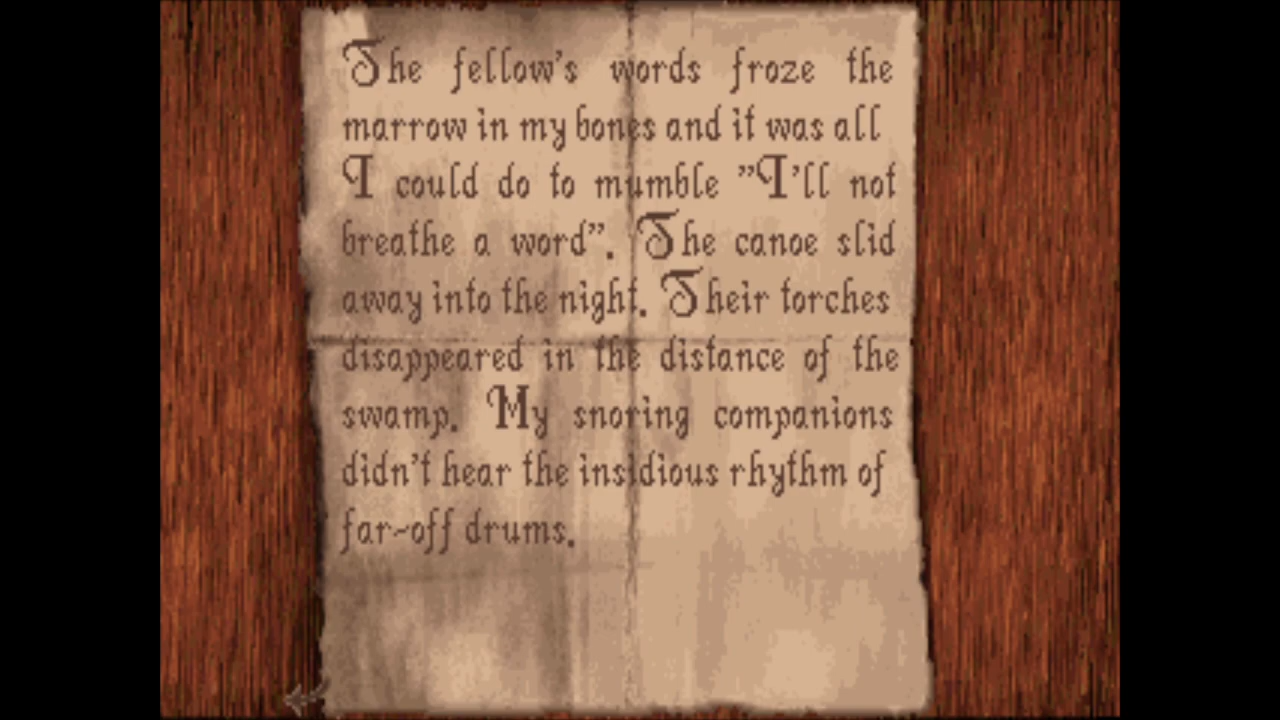 The fellow's words froze the
marrow in my bones and it was all
I could do to mumble "I'll not
breathe a word". The canoe slid
away into the night. Their torches
disappeared in the distance of the
swamp. My snoring companions
didn't hear the insidious rhythm of
far-off drums.